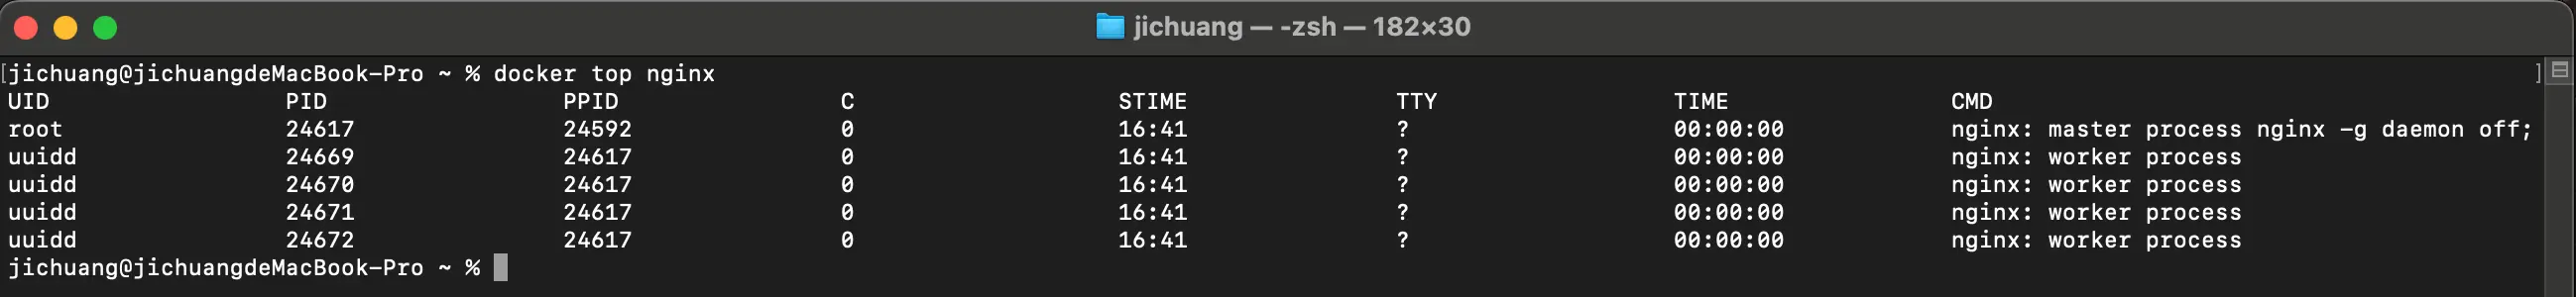 jichuang — -zsh — 182×30
[jichuang@jichuangdeMacBook-Pro ~ % docker top nginx ]
UID PID PPID C STIME TTY TIME CMD
root 24617 24592 0 16:41 ? 00:00:00 nginx: master process nginx -g daemon off;
uuidd 24669 24617 0 16:41 ? 00:00:00 nginx: worker process
uuidd 24670 24617 0 16:41 ? 00:00:00 nginx: worker process
uuidd 24671 24617 0 16:41 ? 00:00:00 nginx: worker process
uuidd 24672 24617 0 16:41 ? 00:00:00 nginx: worker process
jichuang@jichuangdeMacBook-Pro ~ %